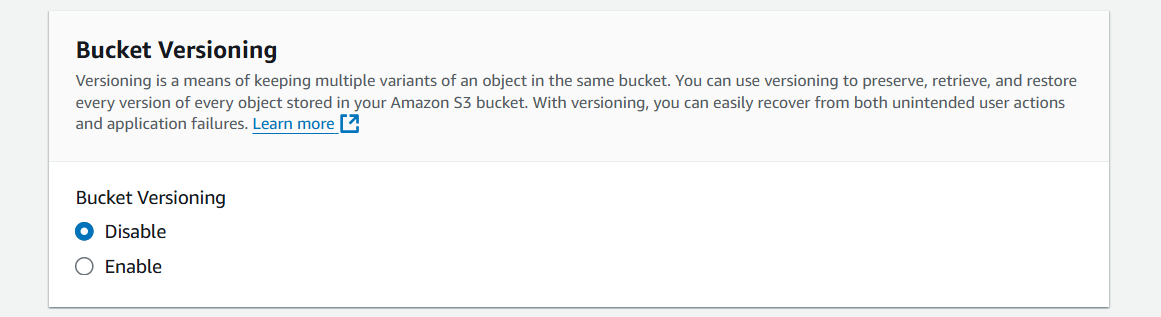 Bucket Versioning
Versioning is a means of keeping multiple variants of an object in the same bucket. You can use versioning to preserve, retrieve, and restore
every version of every object stored in your Amazon S3 bucket. With versioning, you can easily recover from both unintended user actions
and application failures. Learn more
Bucket Versioning
Disable
Enable